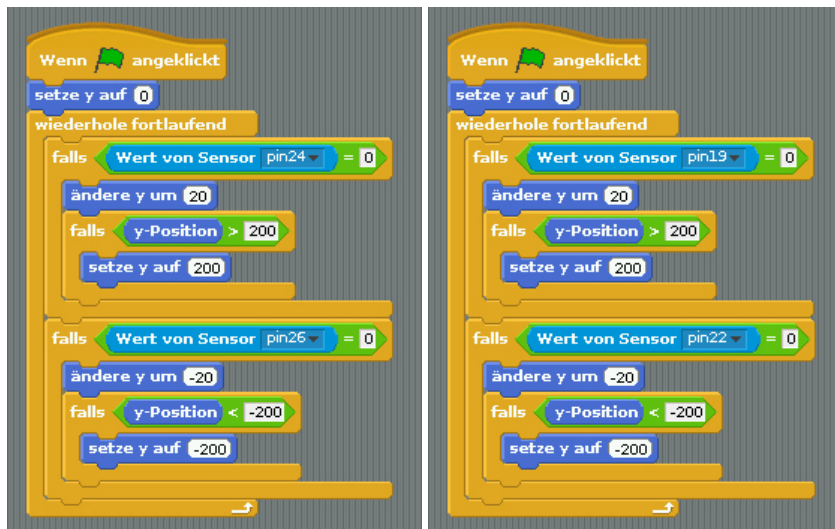 Wenn angeklickt
setze y auf 0
wiederhole fortlaufend
falls Wert von Sensor pin24 = 0
ändere y um 20
falls y-Position > 200
setze y auf 200
falls Wert von Sensor pin26 = 0
ändere y um -20
falls y-Position < -200
setze y auf -200
Wenn angeklickt
setze y auf 0
wiederhole fortlaufend
falls Wert von Sensor pin19 = 0
ändere y um 20
falls y-Position > 200
setze y auf 200
falls Wert von Sensor pin22 = 0
ändere y um -20
falls y-Position < -200
setze y auf -200